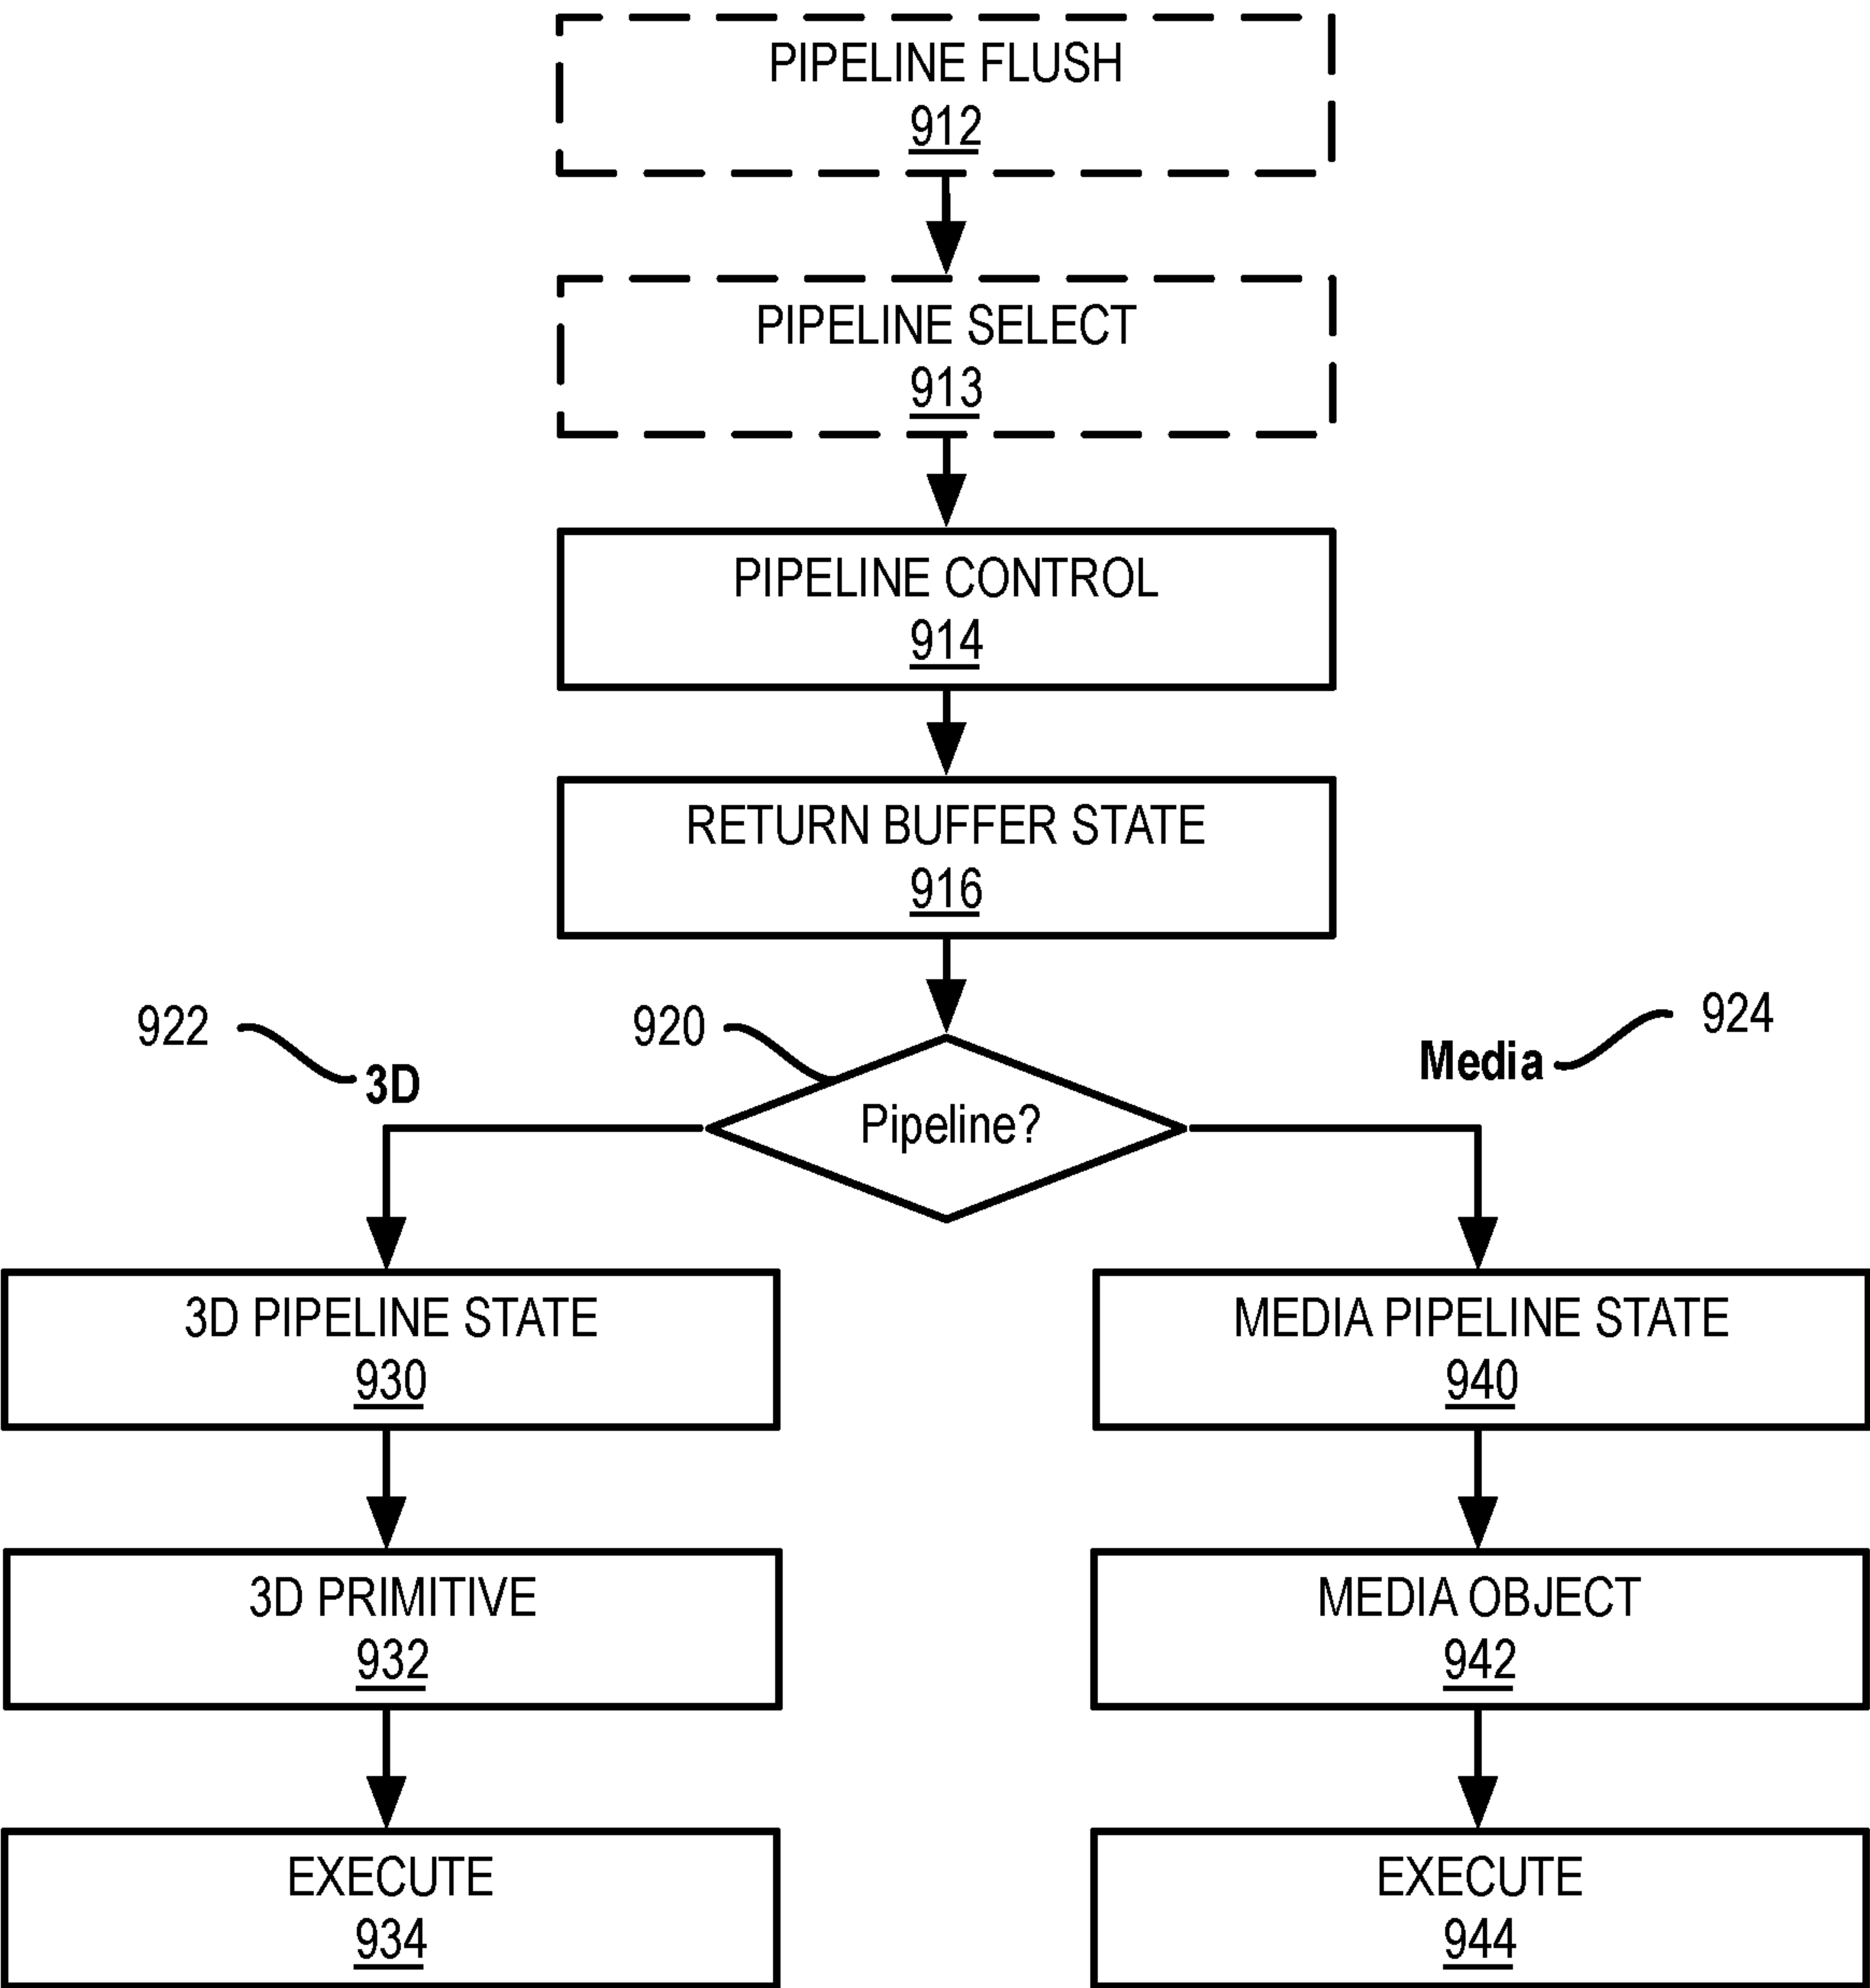 PIPELINE FLUSH
912
PIPELINE SELECT
913
PIPELINE CONTROL
914
RETURN BUFFER STATE
916
922
920
924
3D
Media
Pipeline?
3D PIPELINE STATE
930
MEDIA PIPELINE STATE
940
3D PRIMITIVE
932
MEDIA OBJECT
942
EXECUTE
934
EXECUTE
944